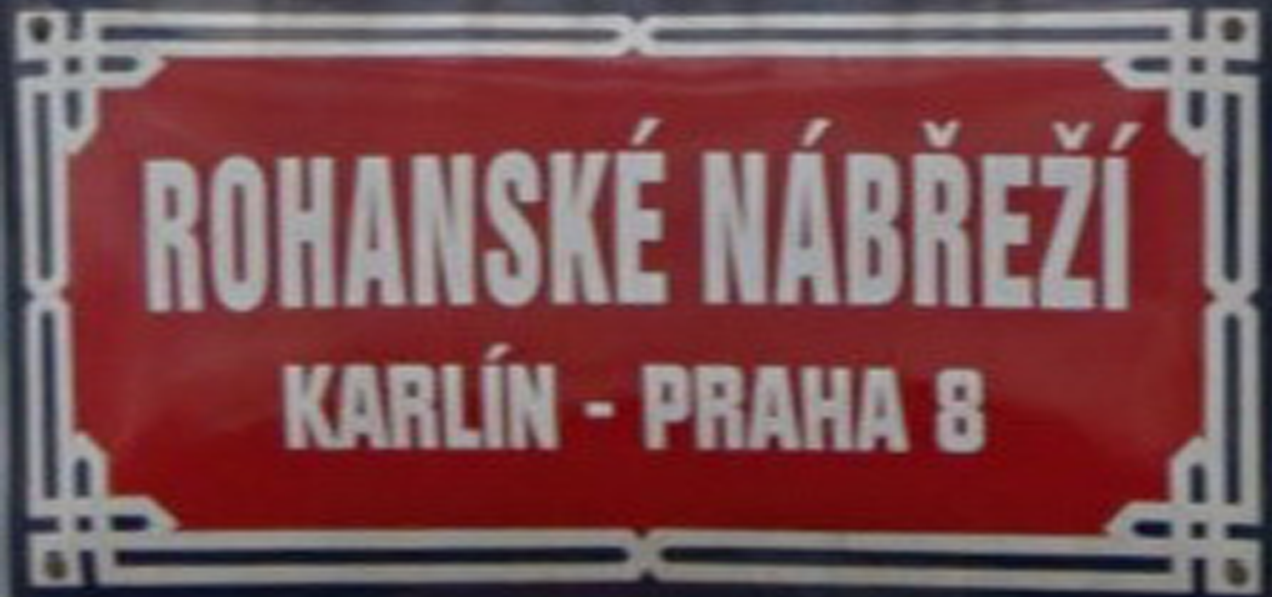 ROHANSKÉ NÁBŘEŽÍ
KARLÍN - PRAHA 8